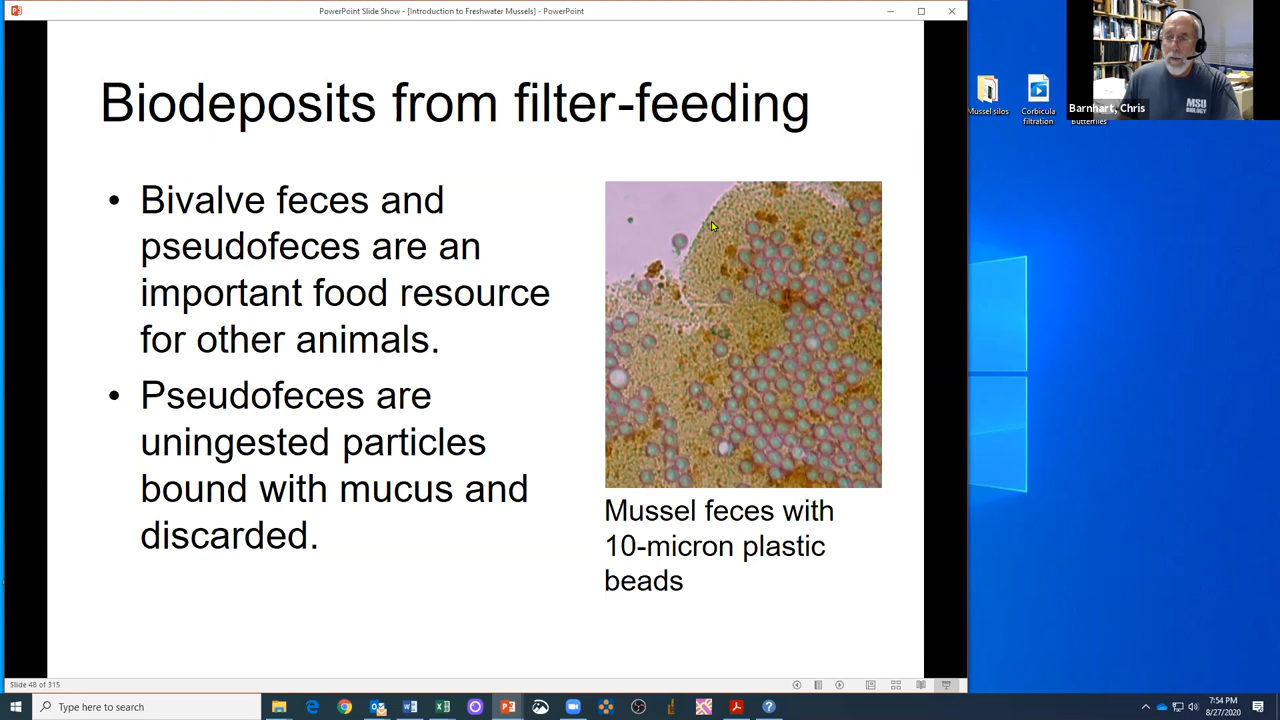 PowerPoint Slide Show - [Introduction to Freshwater Mussels] - PowerPoint
Biodeposits from filter-feeding
• Bivalve feces and
pseudofeces are an
important food resource
for other animals.
• Pseudofeces are
uningested particles
bound with mucus and
discarded.
Mussel feces with
10-micron plastic
beads
Slide 48 of 315
MSU
BIOLOGY
Barnhart, Chris
Mussel silos
Corbicula
filtration
Butterflies
Type here to search
7:54 PM
8/27/2020